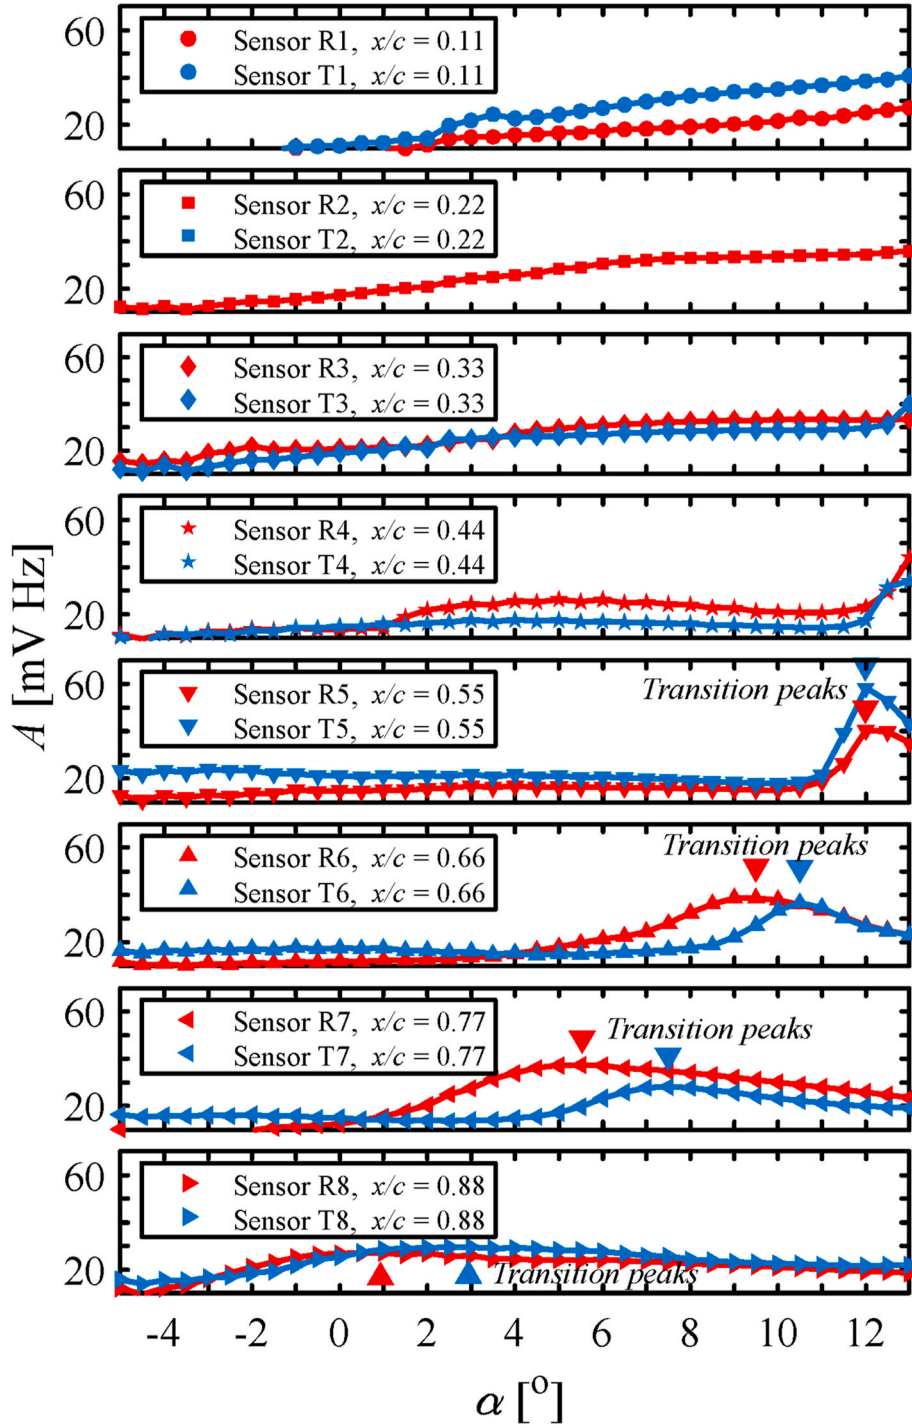 60
20
Sensor R1, x/c = 0.11
Sensor T1, x/c = 0.11
60
20
Sensor R2, x/c = 0.22
Sensor T2, x/c = 0.22
60
20
Sensor R3, x/c = 0.33
Sensor T3, x/c = 0.33
60
20
Sensor R4, x/c = 0.44
Sensor T4, x/c = 0.44
A [mV Hz]
60
20
Sensor R5, x/c = 0.55
Sensor T5, x/c = 0.55
Transition peaks
60
20
Sensor R6, x/c = 0.66
Sensor T6, x/c = 0.66
Transition peaks
60
20
Sensor R7, x/c = 0.77
Sensor T7, x/c = 0.77
Transition peaks
60
20
Sensor R8, x/c = 0.88
Sensor T8, x/c = 0.88
Transition peaks
-4 -2 0 2 4 6 8 10 12
α [º]